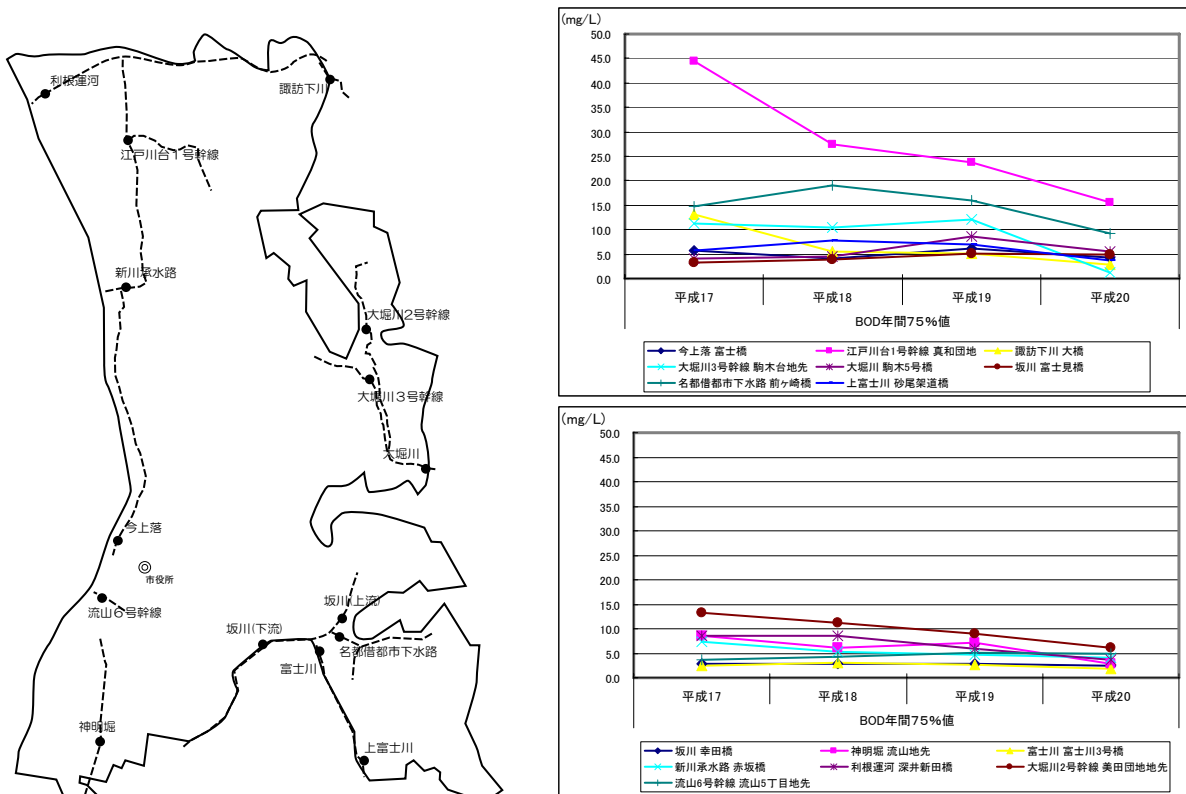 利根運河
諏訪下川
江戸川台1号幹線
新川承水路
大堀川2号幹線
大堀川3号幹線
大堀川
今上落
市役所
流山6号幹線
坂川(上流)
坂川(下流)
名都借都市下水路
富士川
神明堀
上富士川
(mg/L)
50.0
45.0
40.0
35.0
30.0
25.0
20.0
15.0
10.0
5.0
0.0
平成17 平成18 平成19 平成20
BOD年間75%値
今上落 富士橋 江戸川台1号幹線 真和団地 諏訪下川 大橋
大堀川3号幹線 駒木台地先 大堀川 駒木5号橋 坂川 富士見橋
名都借都市下水路 前ヶ崎橋 上富士川 砂尾架道橋
(mg/L)
50.0
45.0
40.0
35.0
30.0
25.0
20.0
15.0
10.0
5.0
0.0
平成17 平成18 平成19 平成20
BOD年間75%値
坂川 幸田橋 神明堀 流山地先 富士川 富士川3号橋
新川承水路 赤坂橋 利根運河 深井新田橋 大堀川2号幹線 美田団地地先
流山6号幹線 流山5丁目地先